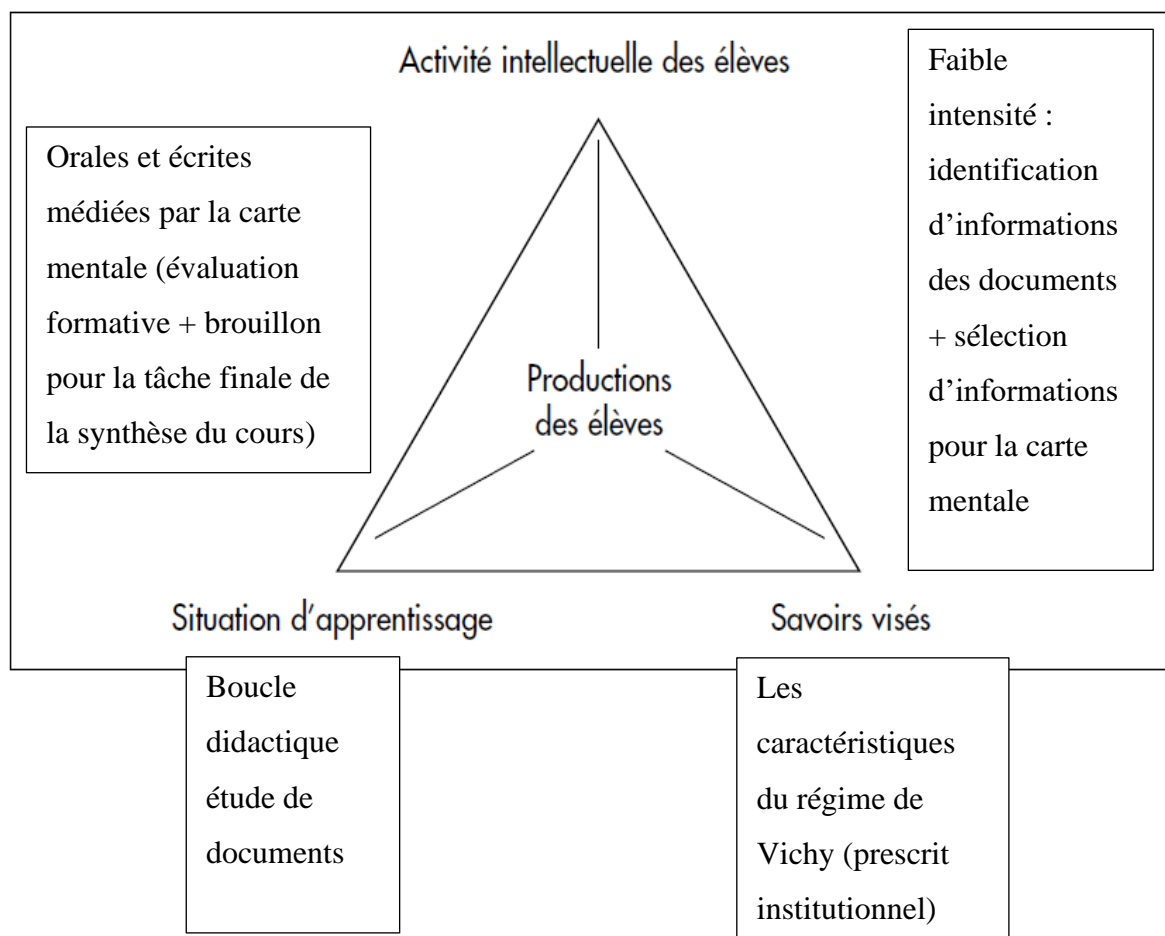 Activité intellectuelle des élèves
Faible
intensité :
identification
d’informations
des documents
+ sélection
d’informations
pour la carte
mentale
Orales et écrites
médiées par la carte
mentale (évaluation
formative + brouillon
pour la tâche finale de
la synthèse du cours)
Productions
des élèves
Situation d’apprentissage
Savoirs visés
Boucle
didactique
étude de
documents
Les
caractéristiques
du régime de
Vichy (prescrit
institutionnel)